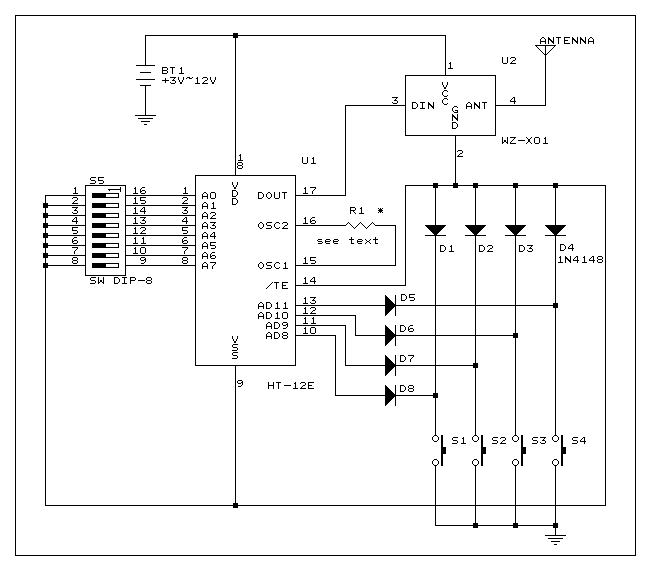 ANTENNA
U2
BT1
+3V~12V
1
VCC
3
DIN
GND
ANT
4
WZ-X01
2
18
VDD
U1
S5
1
1 16 1 A0
2 15 2 A1
3 14 3 A2
4 13 4 A3
5 12 5 A4
6 11 6 A5
7 10 7 A6
8 9 8 A7
SW DIP-8
DOUT 17
OSC2 16
R1 *
see text
OSC1 15
/TE 14
AD11 13
AD10 12
AD9 11
AD8 10
VSS
9
HT-12E
D1
D2
D3
D4
1N4148
D5
D6
D7
D8
S1
S2
S3
S4